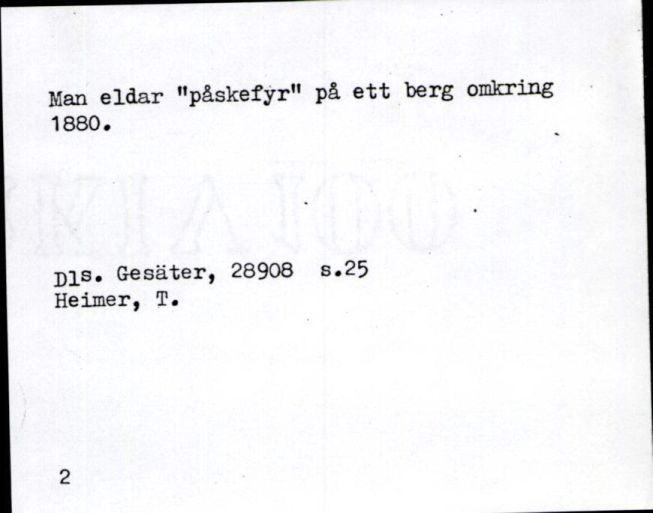 Man eldar "påskefyr" på ett berg omkring
1880.
Dls. Gesäter, 28908 s.25
Heimer, T.
2